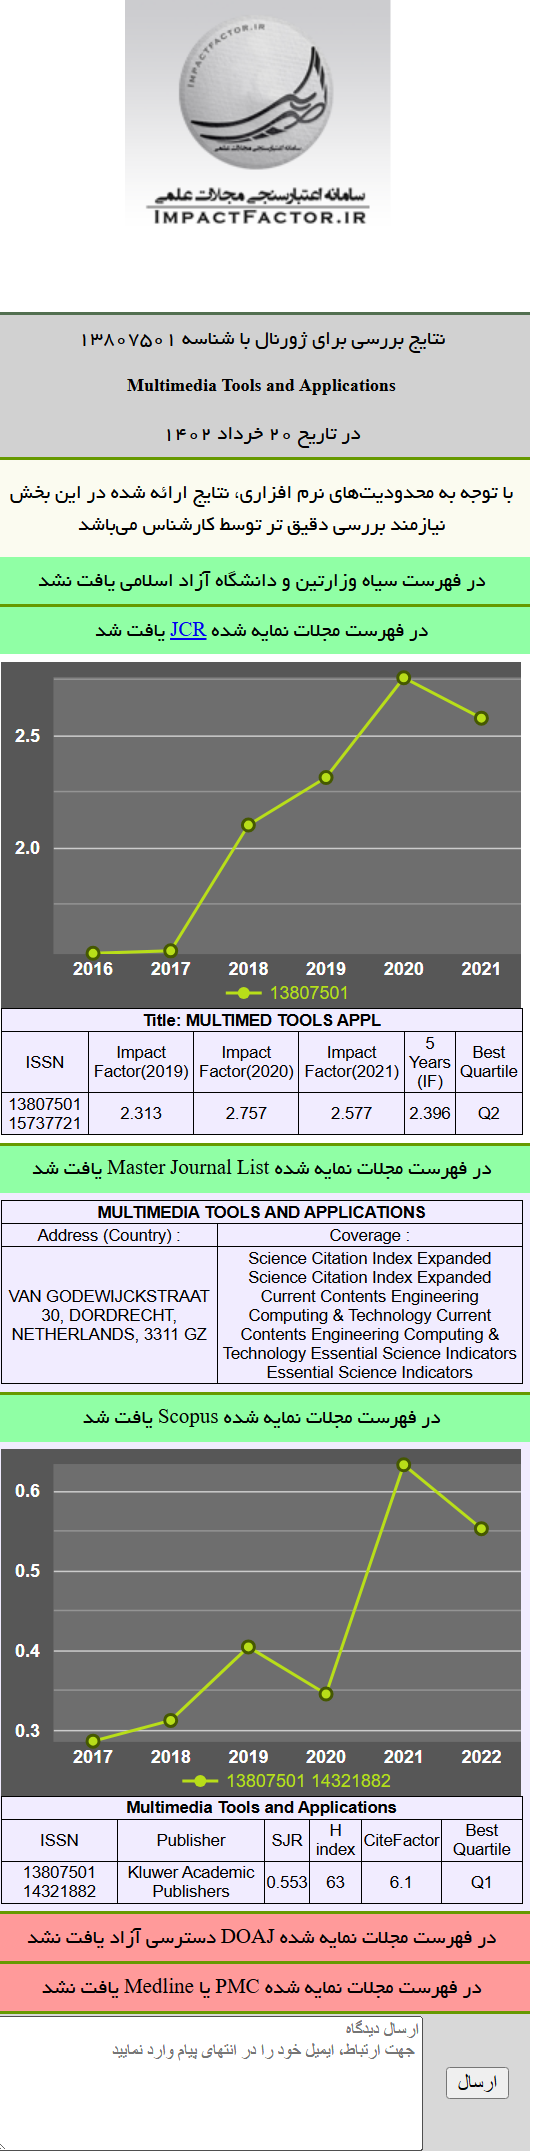 IMPACTFACTOR.IR
سامانه اعتبارسنجی مجلات علمی
سامانه اعتبارسنجی مجلات علمی
IMPACTFACTOR.IR
نتایج بررسی برای ژورنال با شناسه ۱۳۸۰۷۵۰۱
Multimedia Tools and Applications
در تاریخ ۲۰ خرداد ۱۴۰۲
با توجه به محدودیت‌های نرم افزاری، نتایج ارائه شده در این بخش
نیازمند بررسی دقیق تر توسط کارشناس می‌باشد
در فهرست سیاه وزارتین و دانشگاه آزاد اسلامی یافت نشد
در فهرست مجلات نمایه شده JCR یافت شد
2.5
2.0
2016 2017 2018 2019 2020 2021
13807501
Title: MULTIMED TOOLS APPL
ISSN Impact Factor(2019) Impact Factor(2020) Impact Factor(2021) 5 Years (IF) Best Quartile
13807501 15737721 2.313 2.757 2.577 2.396 Q2
در فهرست مجلات نمایه شده Master Journal List یافت شد
MULTIMEDIA TOOLS AND APPLICATIONS
Address (Country) : Coverage :
VAN GODEWIJCKSTRAAT
30, DORDRECHT,
NETHERLANDS, 3311 GZ
Science Citation Index Expanded
Science Citation Index Expanded
Current Contents Engineering
Computing & Technology Current
Contents Engineering Computing &
Technology Essential Science Indicators
Essential Science Indicators
در فهرست مجلات نمایه شده Scopus یافت شد
0.6
0.5
0.4
0.3
2017 2018 2019 2020 2021 2022
13807501 14321882
Multimedia Tools and Applications
ISSN Publisher SJR H index CiteFactor Best Quartile
13807501 14321882 Kluwer Academic Publishers 0.553 63 6.1 Q1
در فهرست مجلات نمایه شده DOAJ دسترسی آزاد یافت نشد
در فهرست مجلات نمایه شده PMC یا Medline یافت نشد
ارسال دیدگاه
جهت ارتباط، ایمیل خود را در انتهای پیام وارد نمایید
ارسال